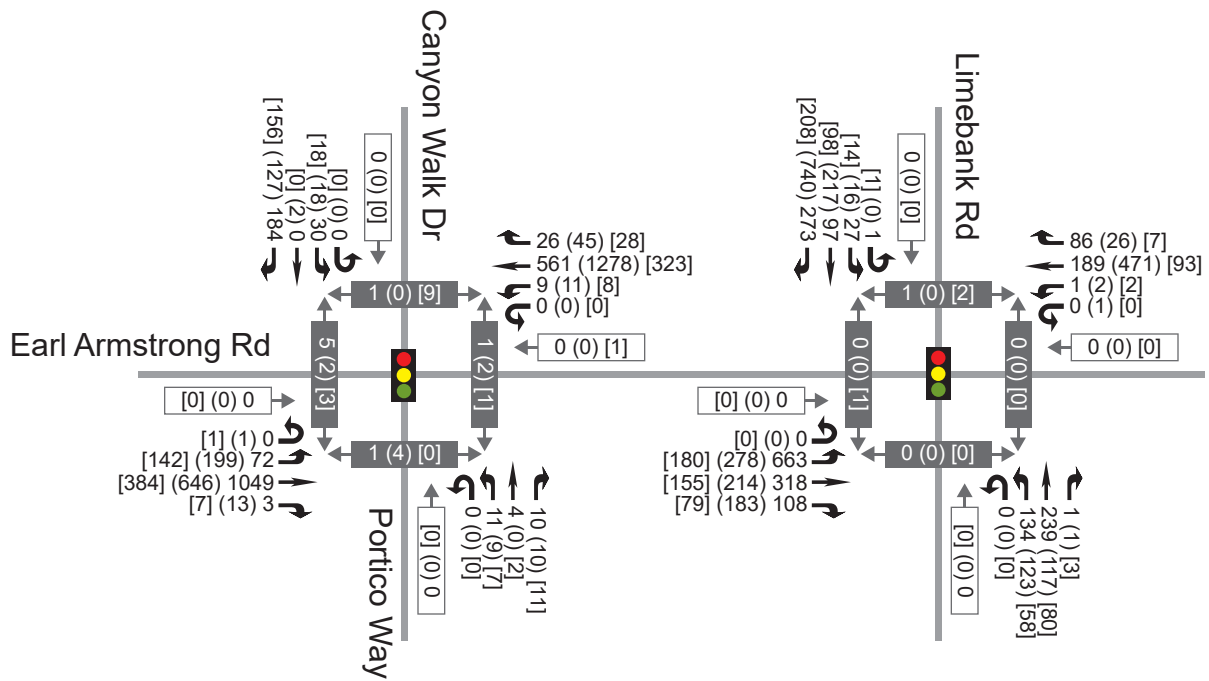 Canyon Walk Dr
Limebank Rd
[156] (127) 184
[0] (2) 0
[18] (18) 30
[0] (0) 0
0 (0) [0]
26 (45) [28]
561 (1278) [323]
9 (11) [8]
0 (0) [0]
0 (0) [1]
1 (0) [9]
5 (2) [3]
1 (2) [1]
1 (4) [0]
Earl Armstrong Rd
[0] (0) 0
[1] (1) 0
[142] (199) 72
[384] (646) 1049
[7] (13) 3
[0] (0) 0
0 (0) [0]
11 (9) [7]
4 (0) [2]
10 (10) [11]
Portico Way
[208] (740) 273
[98] (217) 97
[14] (16) 27
[1] (0) 1
0 (0) [0]
86 (26) [7]
189 (471) [93]
1 (2) [2]
0 (1) [0]
0 (0) [0]
1 (0) [2]
0 (0) [1]
0 (0) [0]
0 (0) [0]
[0] (0) 0
[0] (0) 0
[180] (278) 663
[155] (214) 318
[79] (183) 108
[0] (0) 0
0 (0) [0]
134 (123) [58]
239 (117) [80]
1 (1) [3]